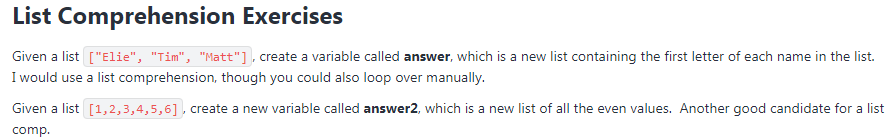 List Comprehension Exercises
Given a list ["Elie", "Tim", "Matt"], create a variable called answer, which is a new list containing the first letter of each name in the list.
I would use a list comprehension, though you could also loop over manually.
Given a list [1,2,3,4,5,6], create a new variable called answer2, which is a new list of all the even values.  Another good candidate for a list
comp.